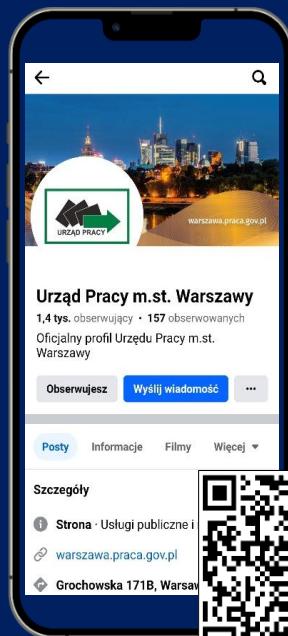 warszawa.praca.gov.pl
URZĄD PRACY
Urząd Pracy m.st. Warszawy
1,4 tys. obserwujący • 157 obserwowanych
Oficjalny profil Urzędu Pracy m.st.
Warszawy
Obserwujesz Wyślij wiadomość ...
Posty Informacje Filmy Więcej
Szczegóły
Strona · Usługi publiczne i
warszawa.praca.gov.pl
Grochowska 171B, Warsaw